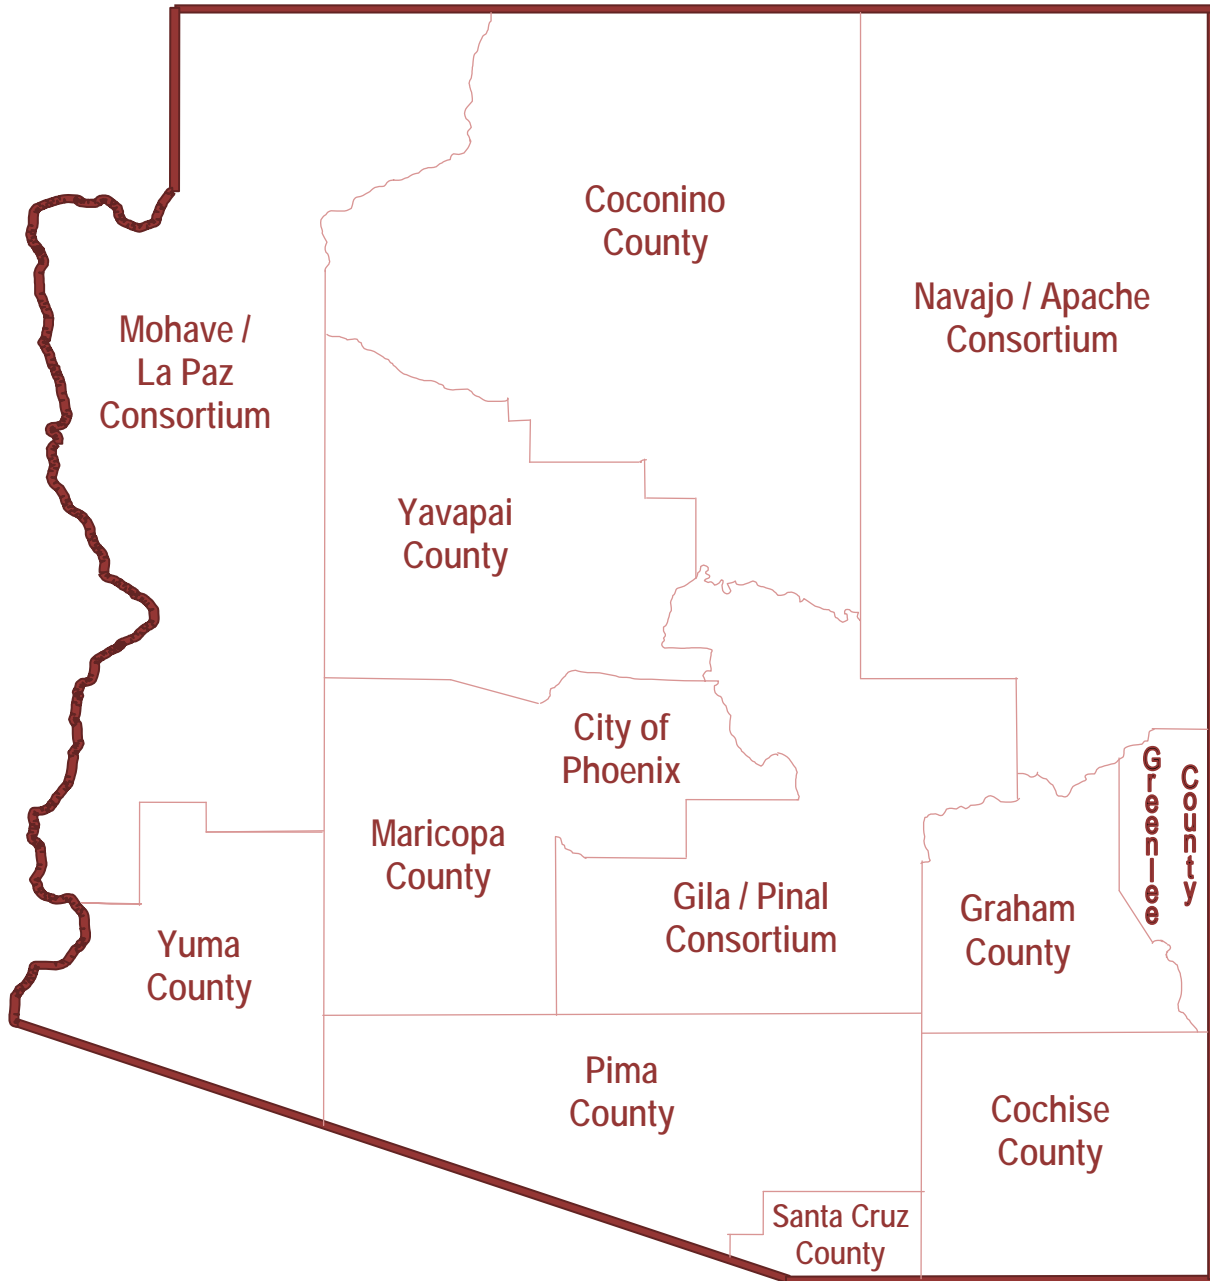 Coconino
County
Navajo / Apache
Consortium
Mohave /
La Paz
Consortium
Yavapai
County
City of
Phoenix
Greenlee
County
Maricopa
County
Gila / Pinal
Consortium
Graham
County
Yuma
County
Pima
County
Cochise
County
Santa Cruz
County